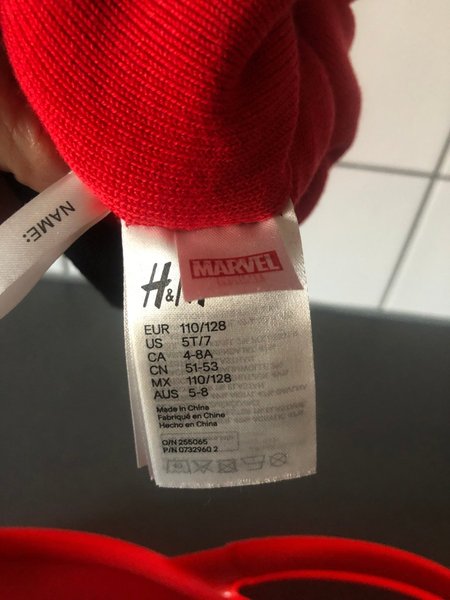 NAME:
MARVEL
H&M
EUR 110/128
US 5T/7
CA 4-8A
CN 51-53
MX 110/128
AUS 5-8
Made in China
Fabriqué en Chine
Hecho en China
O/N 255065
P/N 0732960 2